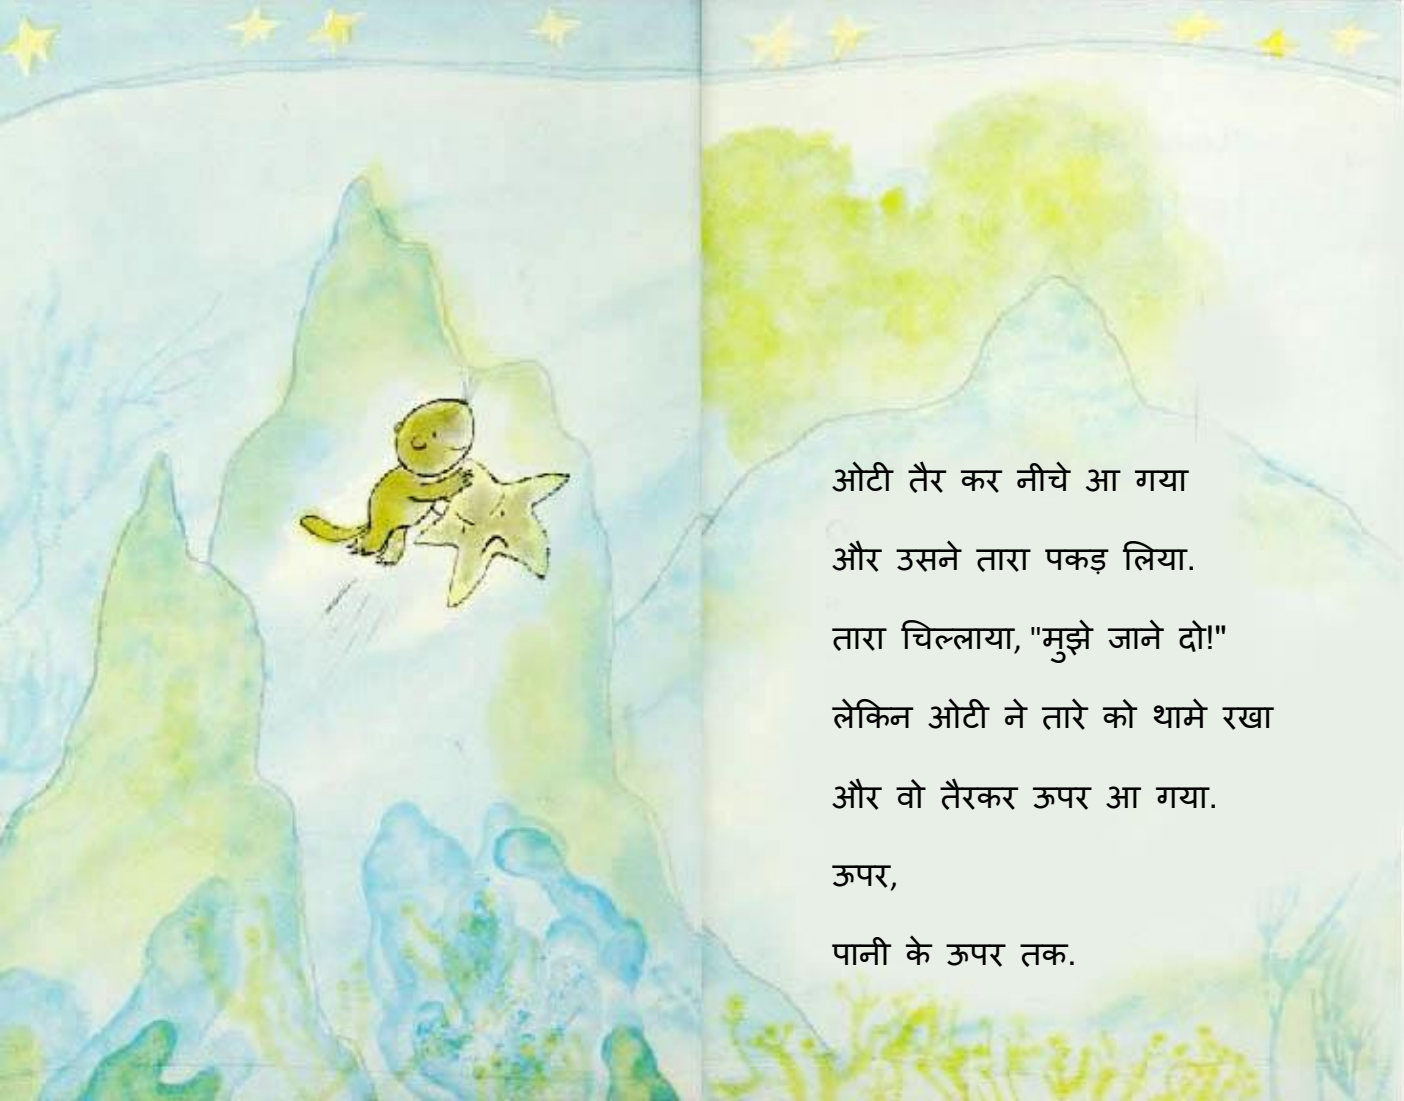 ओटी तैर कर नीचे आ गया
और उसने तारा पकड़ लिया.
तारा चिल्लाया, "मुझे जाने दो!"
लेकिन ओटी ने तारे को थामे रखा
और वो तैरकर ऊपर आ गया.
ऊपर,
पानी के ऊपर तक.